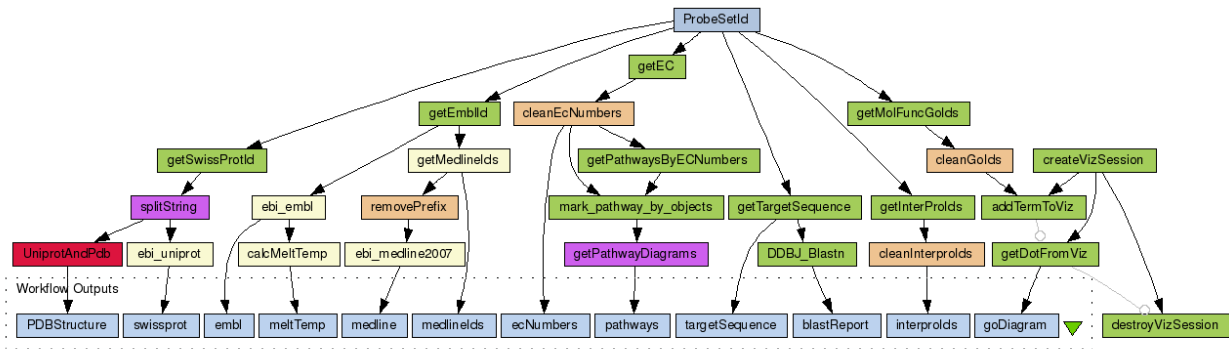 ProbeSetId
getEC
getEmblId
cleanEcNumbers
getMolFuncGoIds
getSwissProtId
getMedlineIds
getPathwaysByECNumbers
cleanGoIds
createVizSession
splitString
ebi_embl
removePrefix
mark_pathway_by_objects
getTargetSequence
getInterProIds
addTermToViz
UniprotAndPdb
ebi_uniprot
calcMeltTemp
ebi_medline2007
getPathwayDiagrams
DDBJ_Blastn
cleanInterproIds
getDotFromViz
Workflow Outputs
PDBStructure
swissprot
embl
meltTemp
medline
medlineIds
ecNumbers
pathways
targetSequence
blastReport
interproIds
goDiagram
destroyVizSession